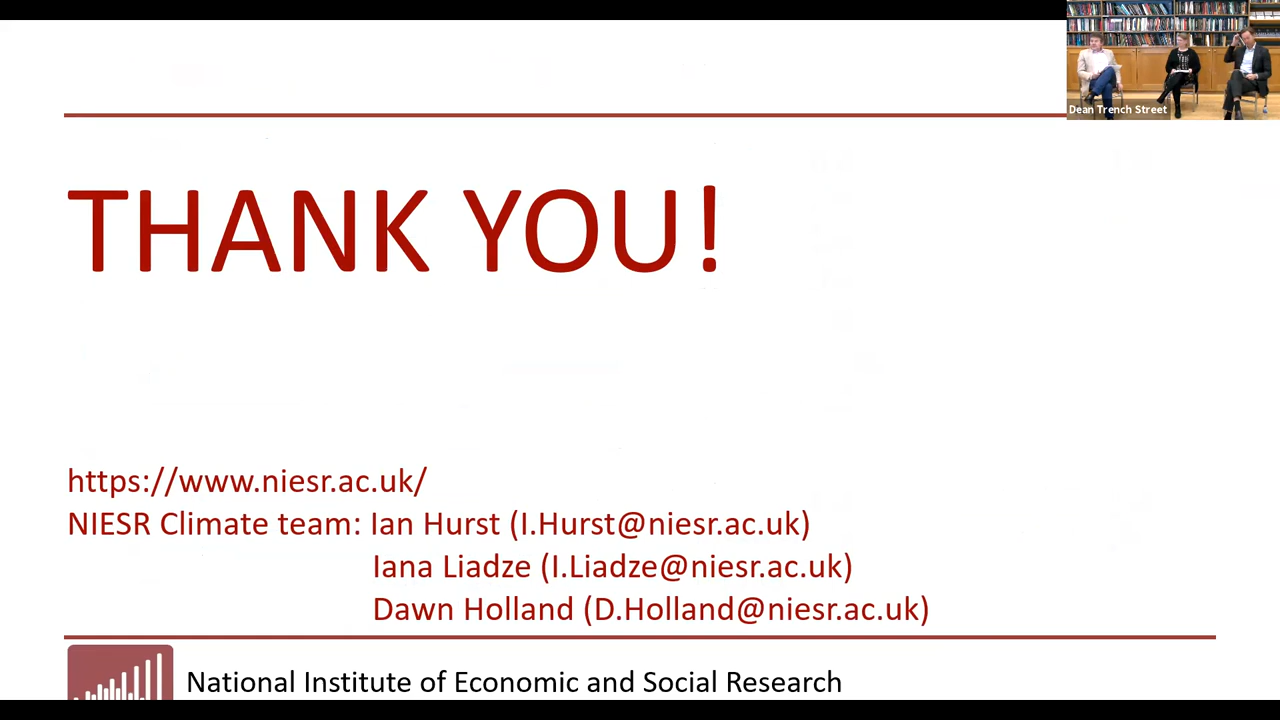 Dean Trench Street
THANK YOU!
https://www.niesr.ac.uk/
NIESR Climate team: Ian Hurst (I.Hurst@niesr.ac.uk)
Iana Liadze (I.Liadze@niesr.ac.uk)
Dawn Holland (D.Holland@niesr.ac.uk)
National Institute of Economic and Social Research